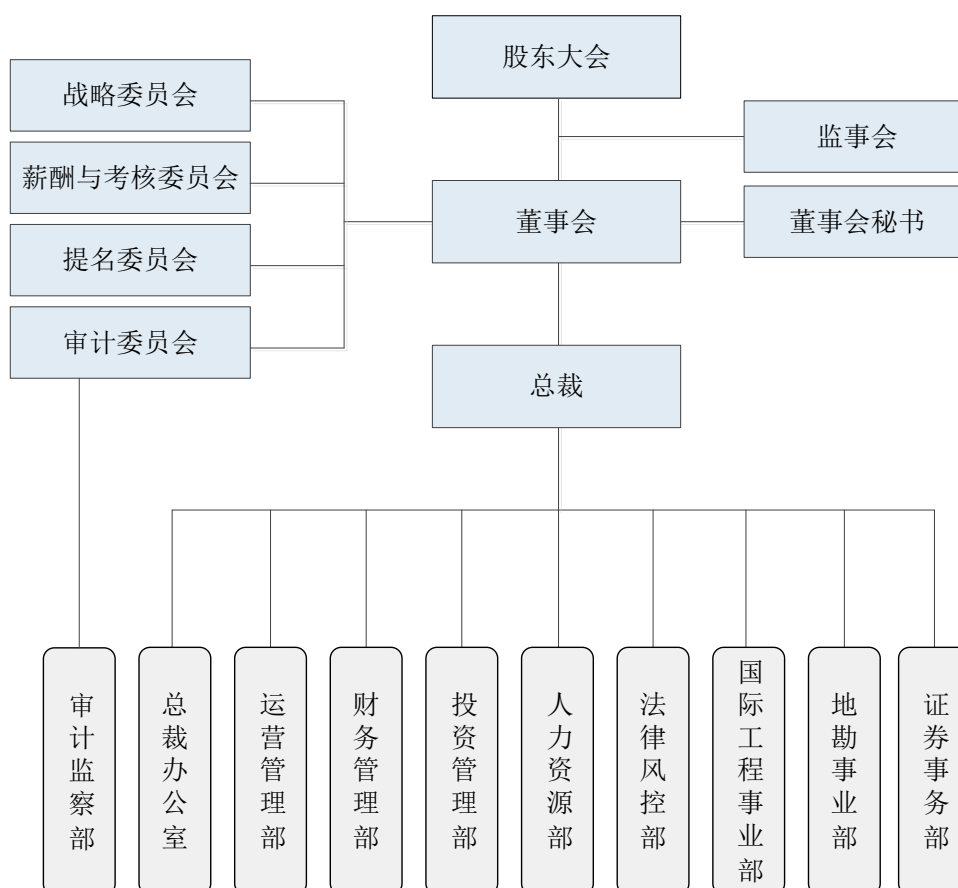 股东大会
战略委员会
监事会
薪酬与考核委员会
董事会
董事会秘书
提名委员会
审计委员会
总裁
审计监察部
总裁办公室
运营管理部
财务管理部
投资管理部
人力资源部
法律风控部
国际工程事业部
地勘事业部
证券事务部